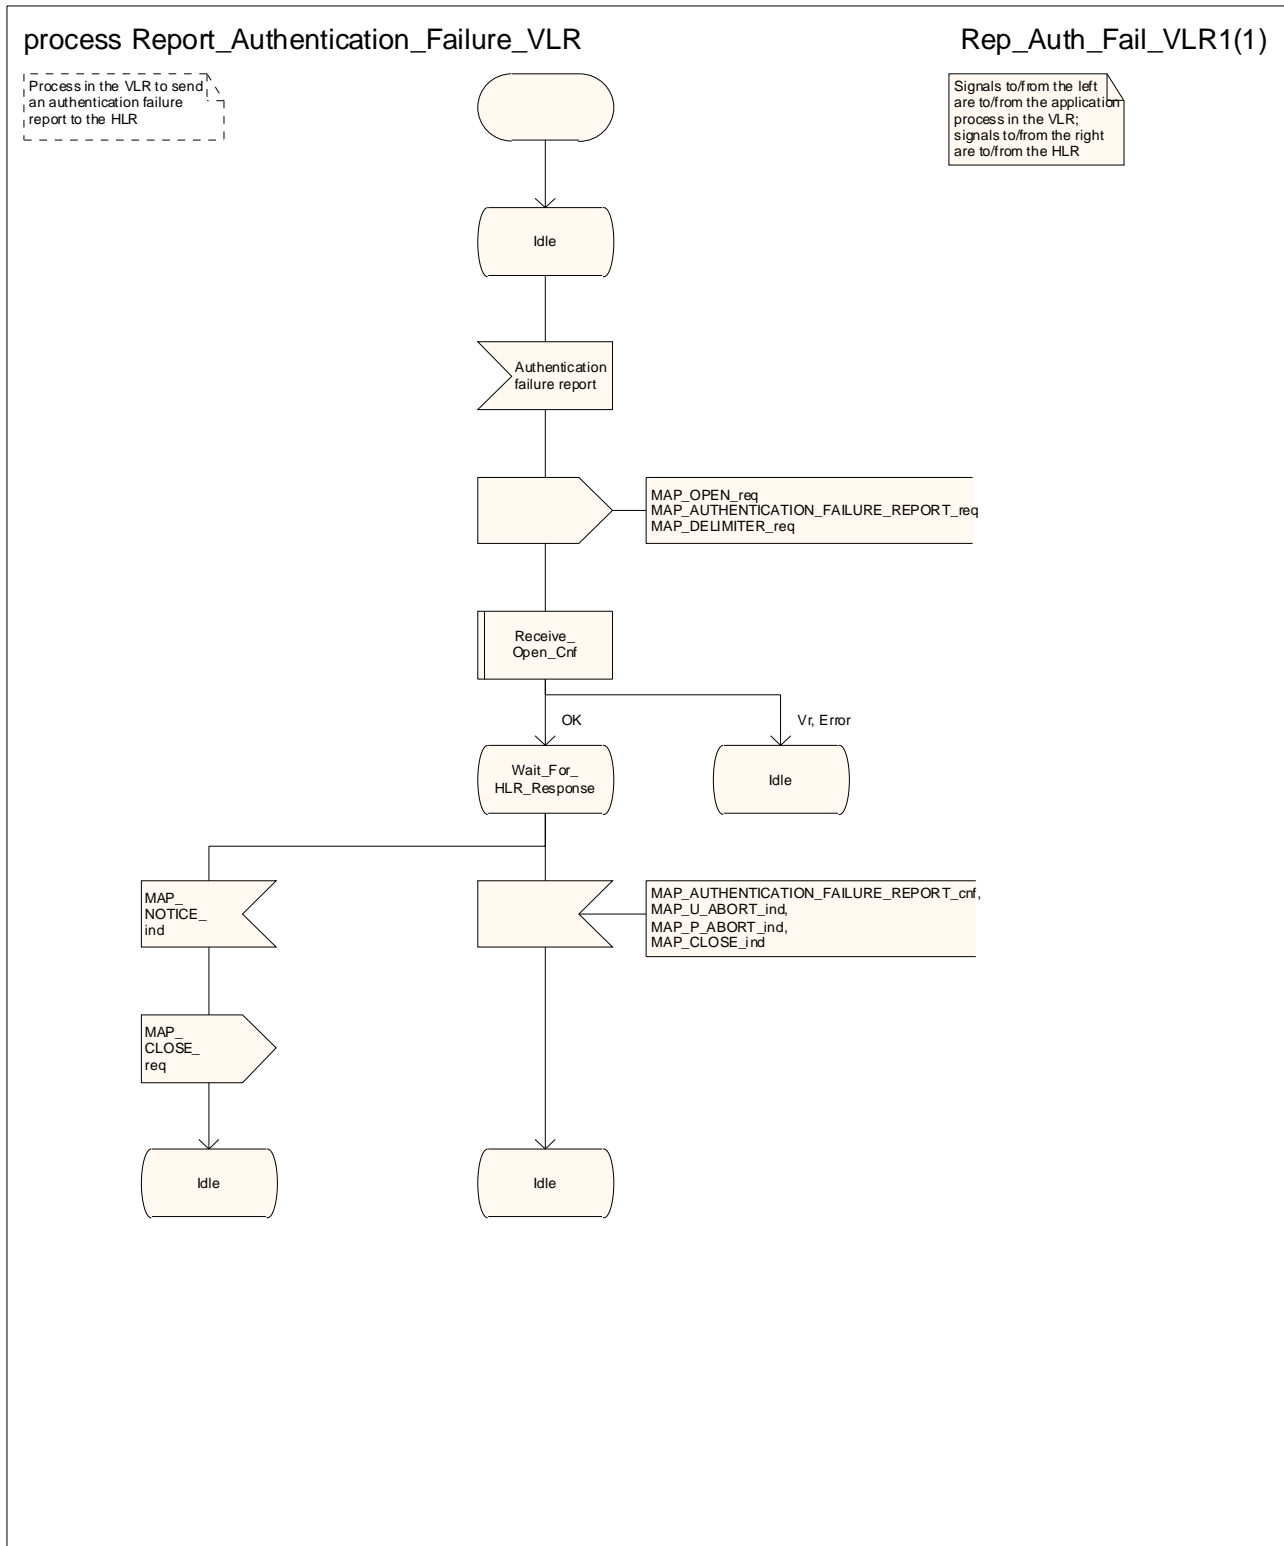 process Report_Authentication_Failure_VLR
Rep_Auth_Fail_VLR1(1)
Process in the VLR to send
an authentication failure
report to the HLR
Signals to/from the left
are to/from the application
process in the VLR;
signals to/from the right
are to/from the HLR
Idle
Authentication
failure report
MAP_OPEN_req
MAP_AUTHENTICATION_FAILURE_REPORT_req
MAP_DELIMITER_req
Receive_
Open_Cnf
OK
Vr, Error
Wait_For_
HLR_Response
Idle
MAP_
NOTICE_
ind
MAP_AUTHENTICATION_FAILURE_REPORT_cnf,
MAP_U_ABORT_ind,
MAP_P_ABORT_ind,
MAP_CLOSE_ind
MAP_
CLOSE_
req
Idle
Idle